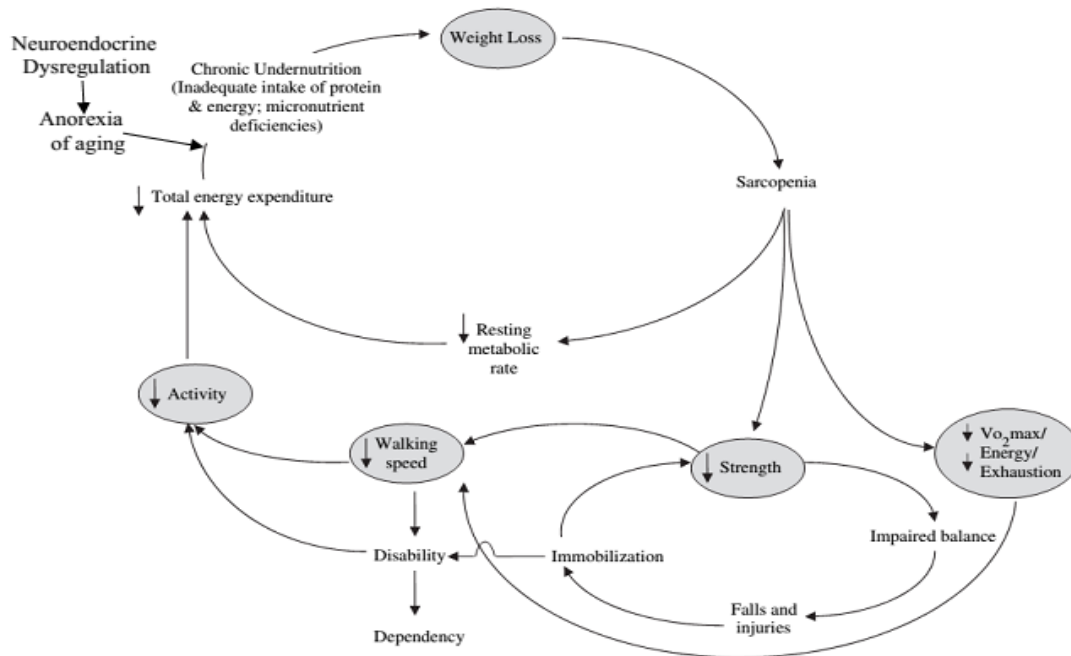 Neuroendocrine
Dysregulation
Anorexia
of aging
Chronic Undernutrition
(Inadequate intake of protein
& energy; micronutrient
deficiencies)
Weight Loss
↓ Total energy expenditure
Sarcopenia
↓ Resting
metabolic
rate
↓ Activity
↓ Walking
speed
↓ Strength
↓ Vo₂max/
↓ Energy/
Exhaustion
Disability
Immobilization
Impaired balance
Falls and
injuries
Dependency